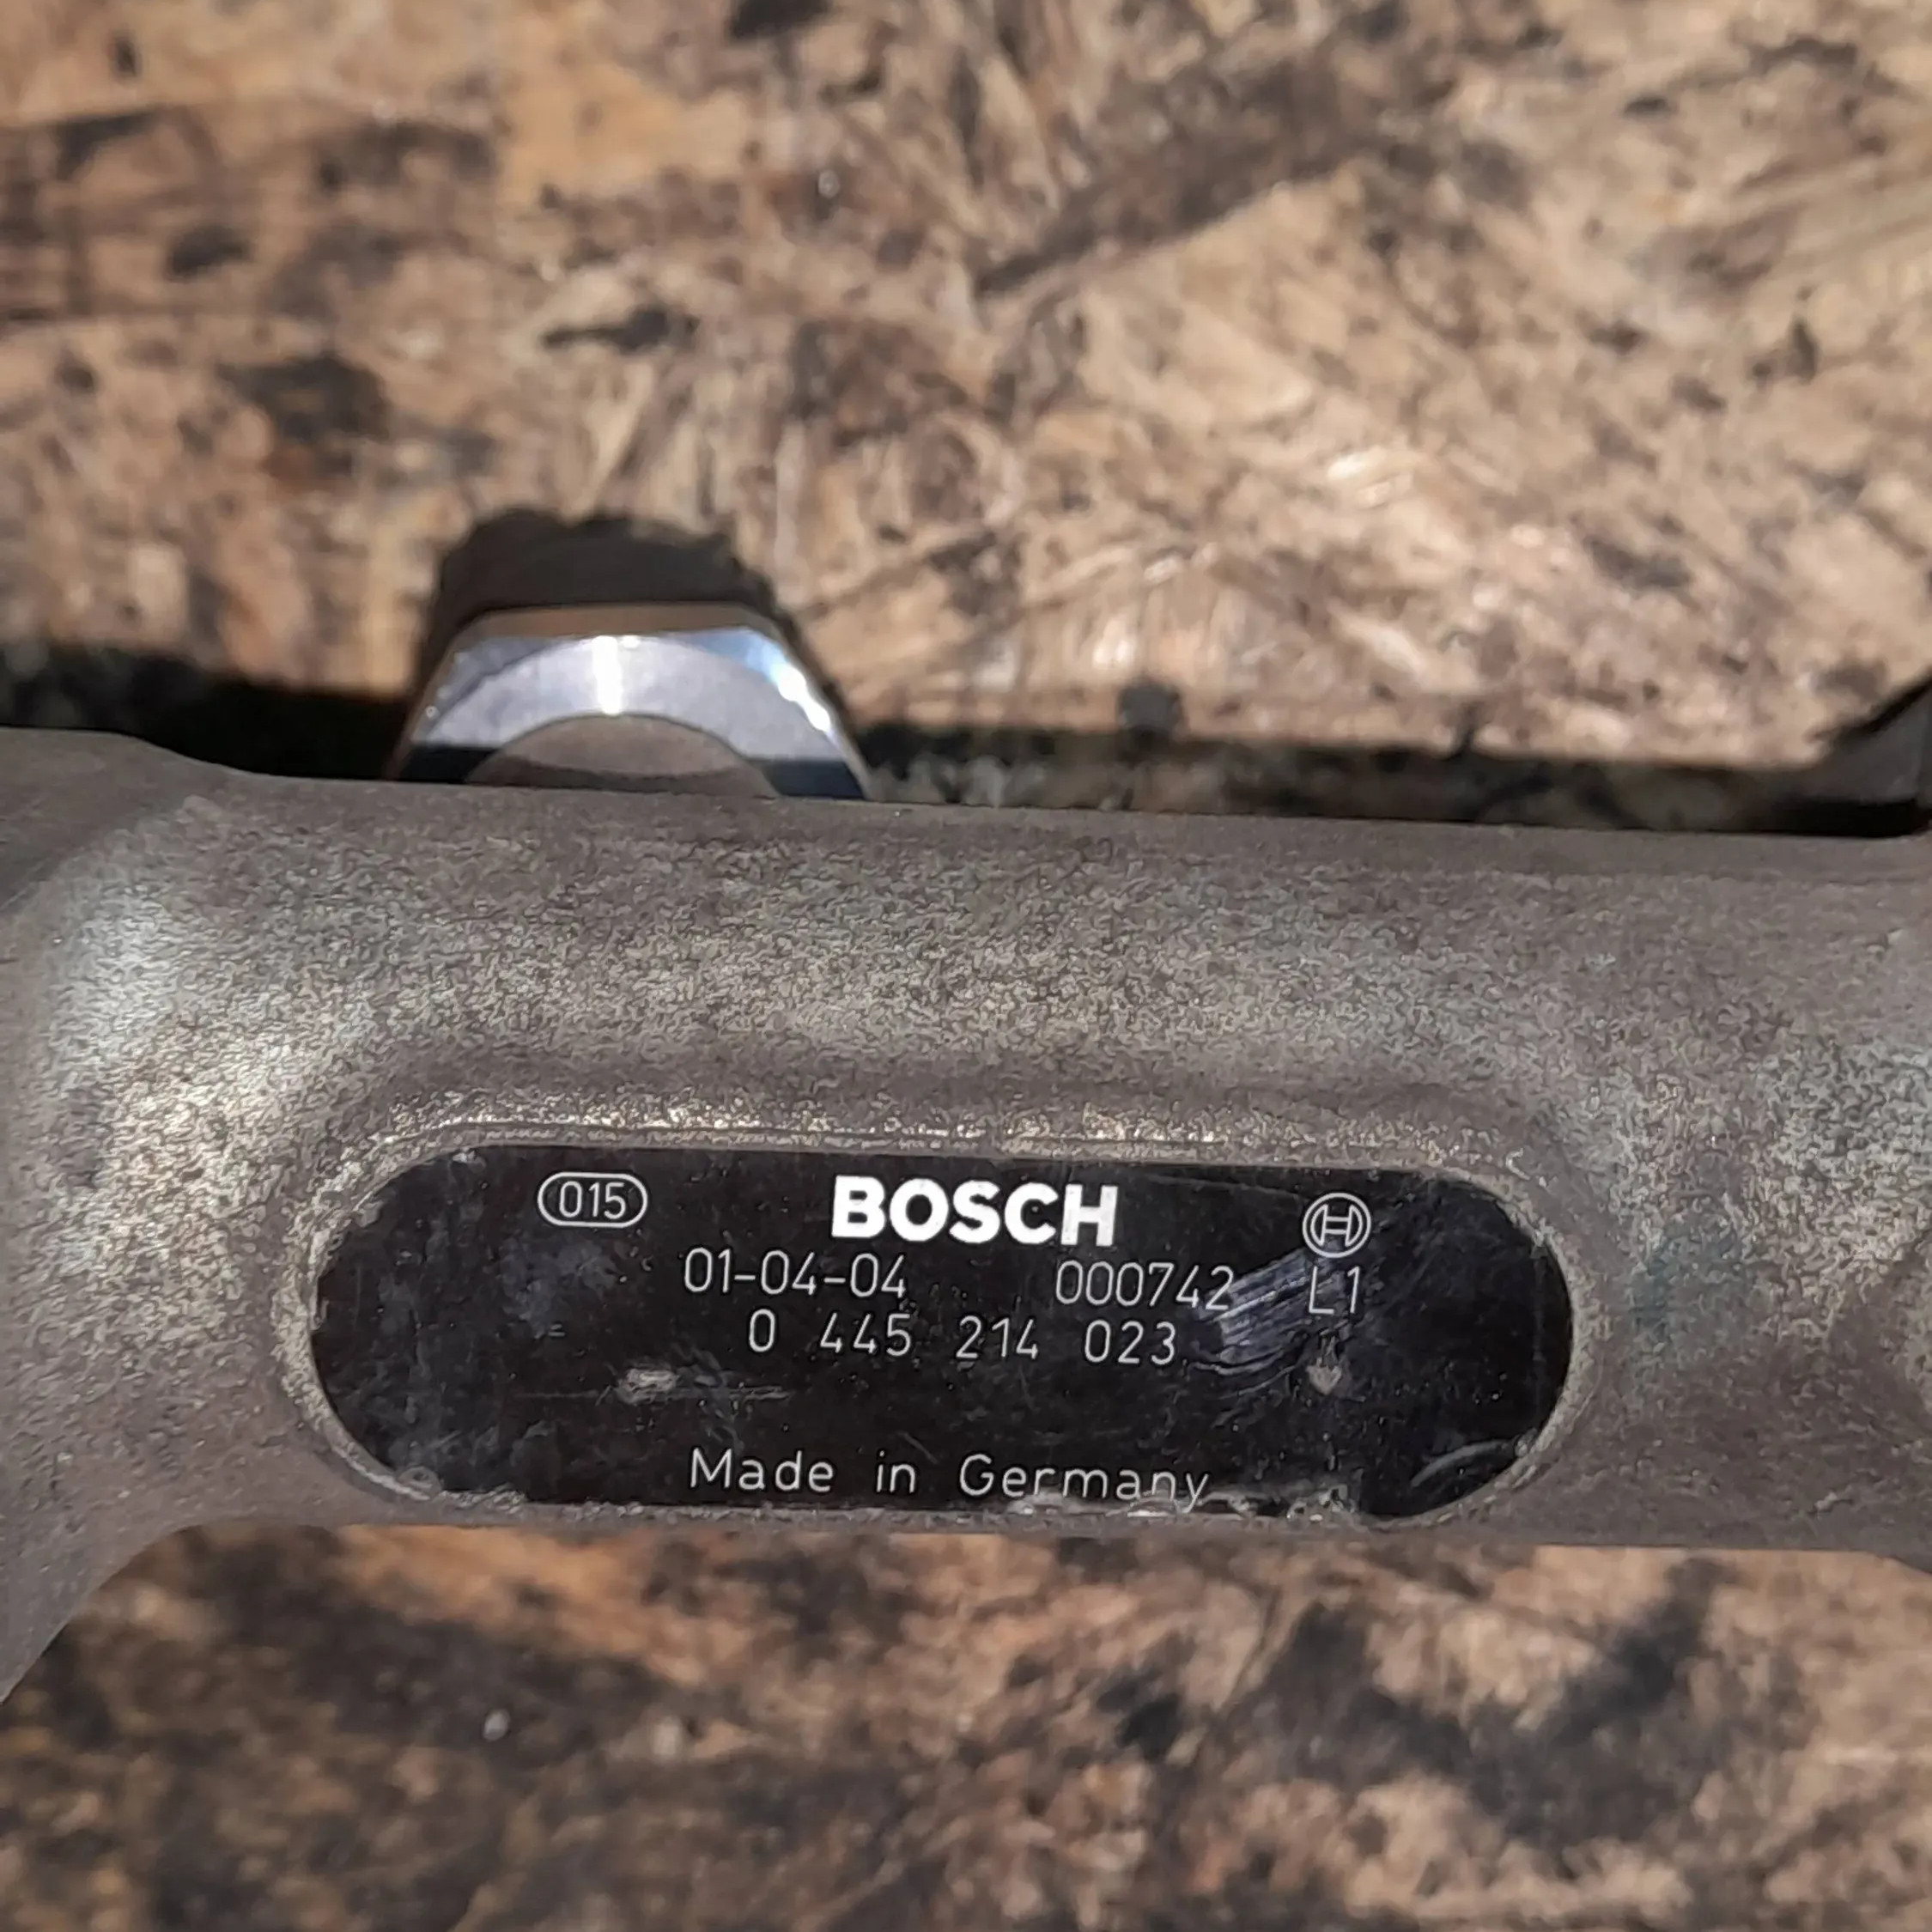 015 BOSCH H
01-04-04 000742 L1
0 445 214 023
Made in Germany